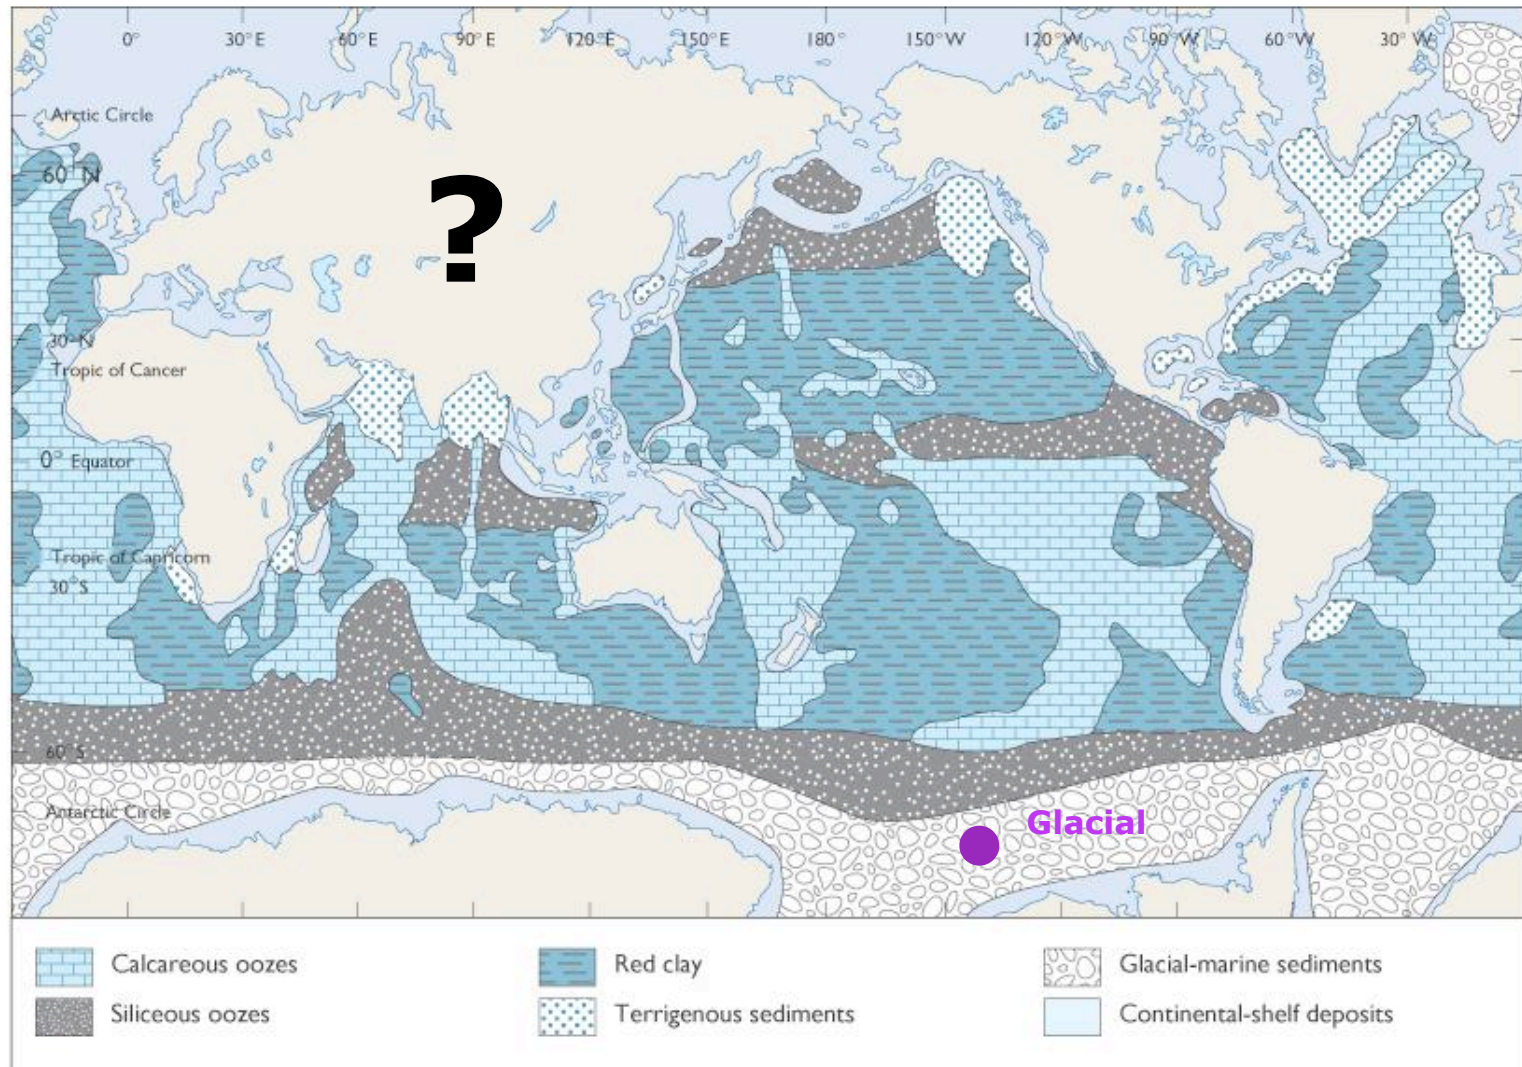 0° 30°E 60°E 90°E 120°E 150°E 180° 150°W 120°W 90°W 60°W 30°W
Arctic Circle
60°N
?
30°N
Tropic of Cancer
0° Equator
Tropic of Capricorn
30°S
60°S
Antarctic Circle
Glacial
Calcareous oozes
Red clay
Glacial-marine sediments
Siliceous oozes
Terrigenous sediments
Continental-shelf deposits